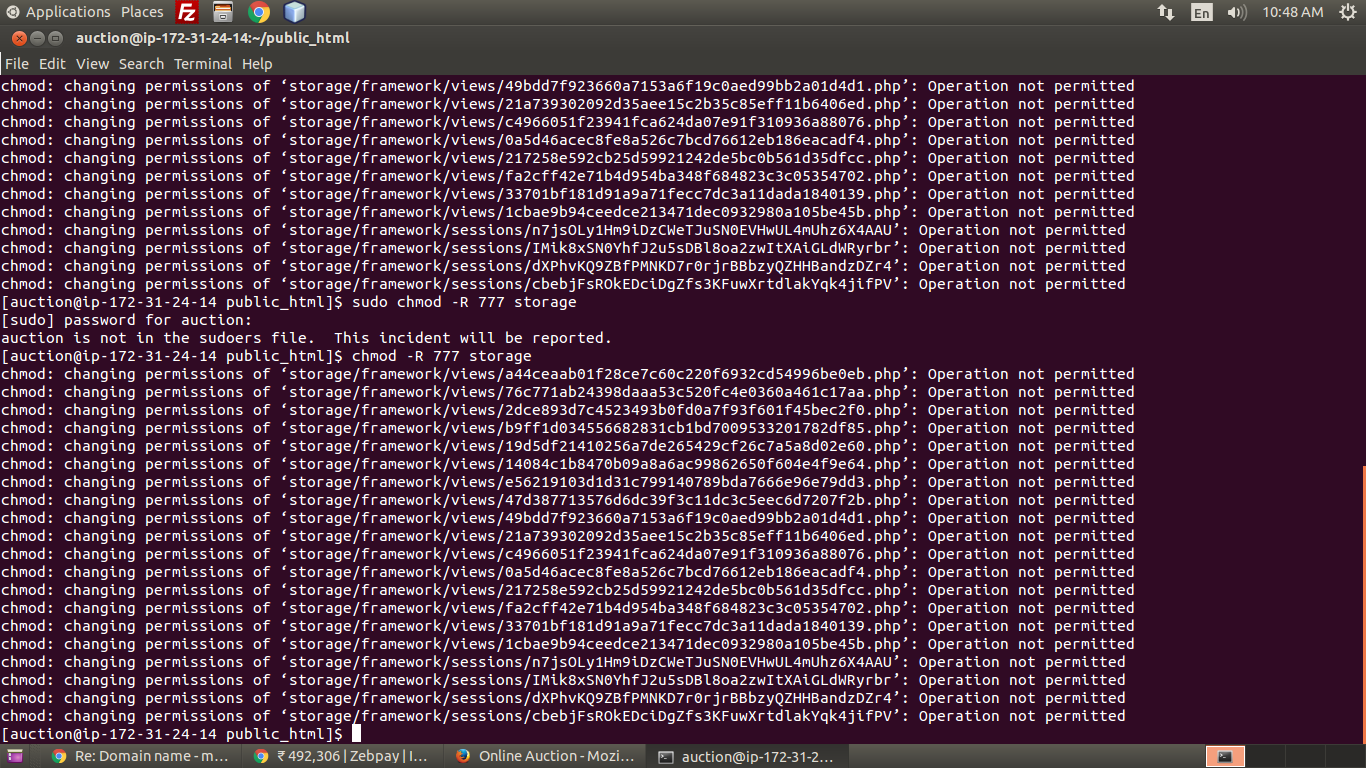 Applications Places Fz En 10:48 AM
auction@ip-172-31-24-14:~/public_html
File Edit View Search Terminal Help
chmod: changing permissions of ‘storage/framework/views/49bdd7f923660a7153a6f19c0aed99bb2a01d4d1.php’: Operation not permitted
chmod: changing permissions of ‘storage/framework/views/21a739302092d35aee15c2b35c85eff11b6406ed.php’: Operation not permitted
chmod: changing permissions of ‘storage/framework/views/c4966051f23941fca624da07e91f310936a88076.php’: Operation not permitted
chmod: changing permissions of ‘storage/framework/views/0a5d46acec8fe8a526c7bcd76612eb186eacadf4.php’: Operation not permitted
chmod: changing permissions of ‘storage/framework/views/217258e592cb25d59921242de5bc0b561d35dfcc.php’: Operation not permitted
chmod: changing permissions of ‘storage/framework/views/fa2cff42e71b4d954ba348f684823c3c05354702.php’: Operation not permitted
chmod: changing permissions of ‘storage/framework/views/33701bf181d91a9a71fecc7dc3a11dada1840139.php’: Operation not permitted
chmod: changing permissions of ‘storage/framework/views/1cbae9b94ceedce213471dec0932980a105be45b.php’: Operation not permitted
chmod: changing permissions of ‘storage/framework/sessions/n7jsOLy1Hm9iDzCWeTJuSN0EVHwUL4mUhz6X4AAU’: Operation not permitted
chmod: changing permissions of ‘storage/framework/sessions/IMik8xSN0YhfJ2u5sDBl8oa2zwItXAiGLdWRyrbr’: Operation not permitted
chmod: changing permissions of ‘storage/framework/sessions/dXPhvKQ9ZBfPMNKD7r0rjrBBbzyQZHHBandzDZr4’: Operation not permitted
chmod: changing permissions of ‘storage/framework/sessions/cbebjFsROkEDciDgZfs3KFuwXrtdlakYqk4jifPV’: Operation not permitted
[auction@ip-172-31-24-14 public_html]$ sudo chmod -R 777 storage
[sudo] password for auction:
auction is not in the sudoers file.  This incident will be reported.
[auction@ip-172-31-24-14 public_html]$ chmod -R 777 storage
chmod: changing permissions of ‘storage/framework/views/a44ceaab01f28ce7c60c220f6932cd54996be0eb.php’: Operation not permitted
chmod: changing permissions of ‘storage/framework/views/76c771ab24398daaa53c520fc4e0360a461c17aa.php’: Operation not permitted
chmod: changing permissions of ‘storage/framework/views/2dce893d7c4523493b0fd0a7f93f601f45bec2f0.php’: Operation not permitted
chmod: changing permissions of ‘storage/framework/views/b9ff1d034556682831cb1bd7009533201782df85.php’: Operation not permitted
chmod: changing permissions of ‘storage/framework/views/19d5df21410256a7de265429cf26c7a5a8d02e60.php’: Operation not permitted
chmod: changing permissions of ‘storage/framework/views/14084c1b8470b09a8a6ac99862650f604e4f9e64.php’: Operation not permitted
chmod: changing permissions of ‘storage/framework/views/e56219103d1d31c799140789bda7666e96e79dd3.php’: Operation not permitted
chmod: changing permissions of ‘storage/framework/views/47d387713576d6dc39f3c11dc3c5eec6d7207f2b.php’: Operation not permitted
chmod: changing permissions of ‘storage/framework/views/49bdd7f923660a7153a6f19c0aed99bb2a01d4d1.php’: Operation not permitted
chmod: changing permissions of ‘storage/framework/views/21a739302092d35aee15c2b35c85eff11b6406ed.php’: Operation not permitted
chmod: changing permissions of ‘storage/framework/views/c4966051f23941fca624da07e91f310936a88076.php’: Operation not permitted
chmod: changing permissions of ‘storage/framework/views/0a5d46acec8fe8a526c7bcd76612eb186eacadf4.php’: Operation not permitted
chmod: changing permissions of ‘storage/framework/views/217258e592cb25d59921242de5bc0b561d35dfcc.php’: Operation not permitted
chmod: changing permissions of ‘storage/framework/views/fa2cff42e71b4d954ba348f684823c3c05354702.php’: Operation not permitted
chmod: changing permissions of ‘storage/framework/views/33701bf181d91a9a71fecc7dc3a11dada1840139.php’: Operation not permitted
chmod: changing permissions of ‘storage/framework/views/1cbae9b94ceedce213471dec0932980a105be45b.php’: Operation not permitted
chmod: changing permissions of ‘storage/framework/sessions/n7jsOLy1Hm9iDzCWeTJuSN0EVHwUL4mUhz6X4AAU’: Operation not permitted
chmod: changing permissions of ‘storage/framework/sessions/IMik8xSN0YhfJ2u5sDBl8oa2zwItXAiGLdWRyrbr’: Operation not permitted
chmod: changing permissions of ‘storage/framework/sessions/dXPhvKQ9ZBfPMNKD7r0rjrBBbzyQZHHBandzDZr4’: Operation not permitted
chmod: changing permissions of ‘storage/framework/sessions/cbebjFsROkEDciDgZfs3KFuwXrtdlakYqk4jifPV’: Operation not permitted
[auction@ip-172-31-24-14 public_html]$
Re: Domain name - m... ₹ 492,306 | Zebpay | I... Online Auction - Mozi... auction@ip-172-31-2...